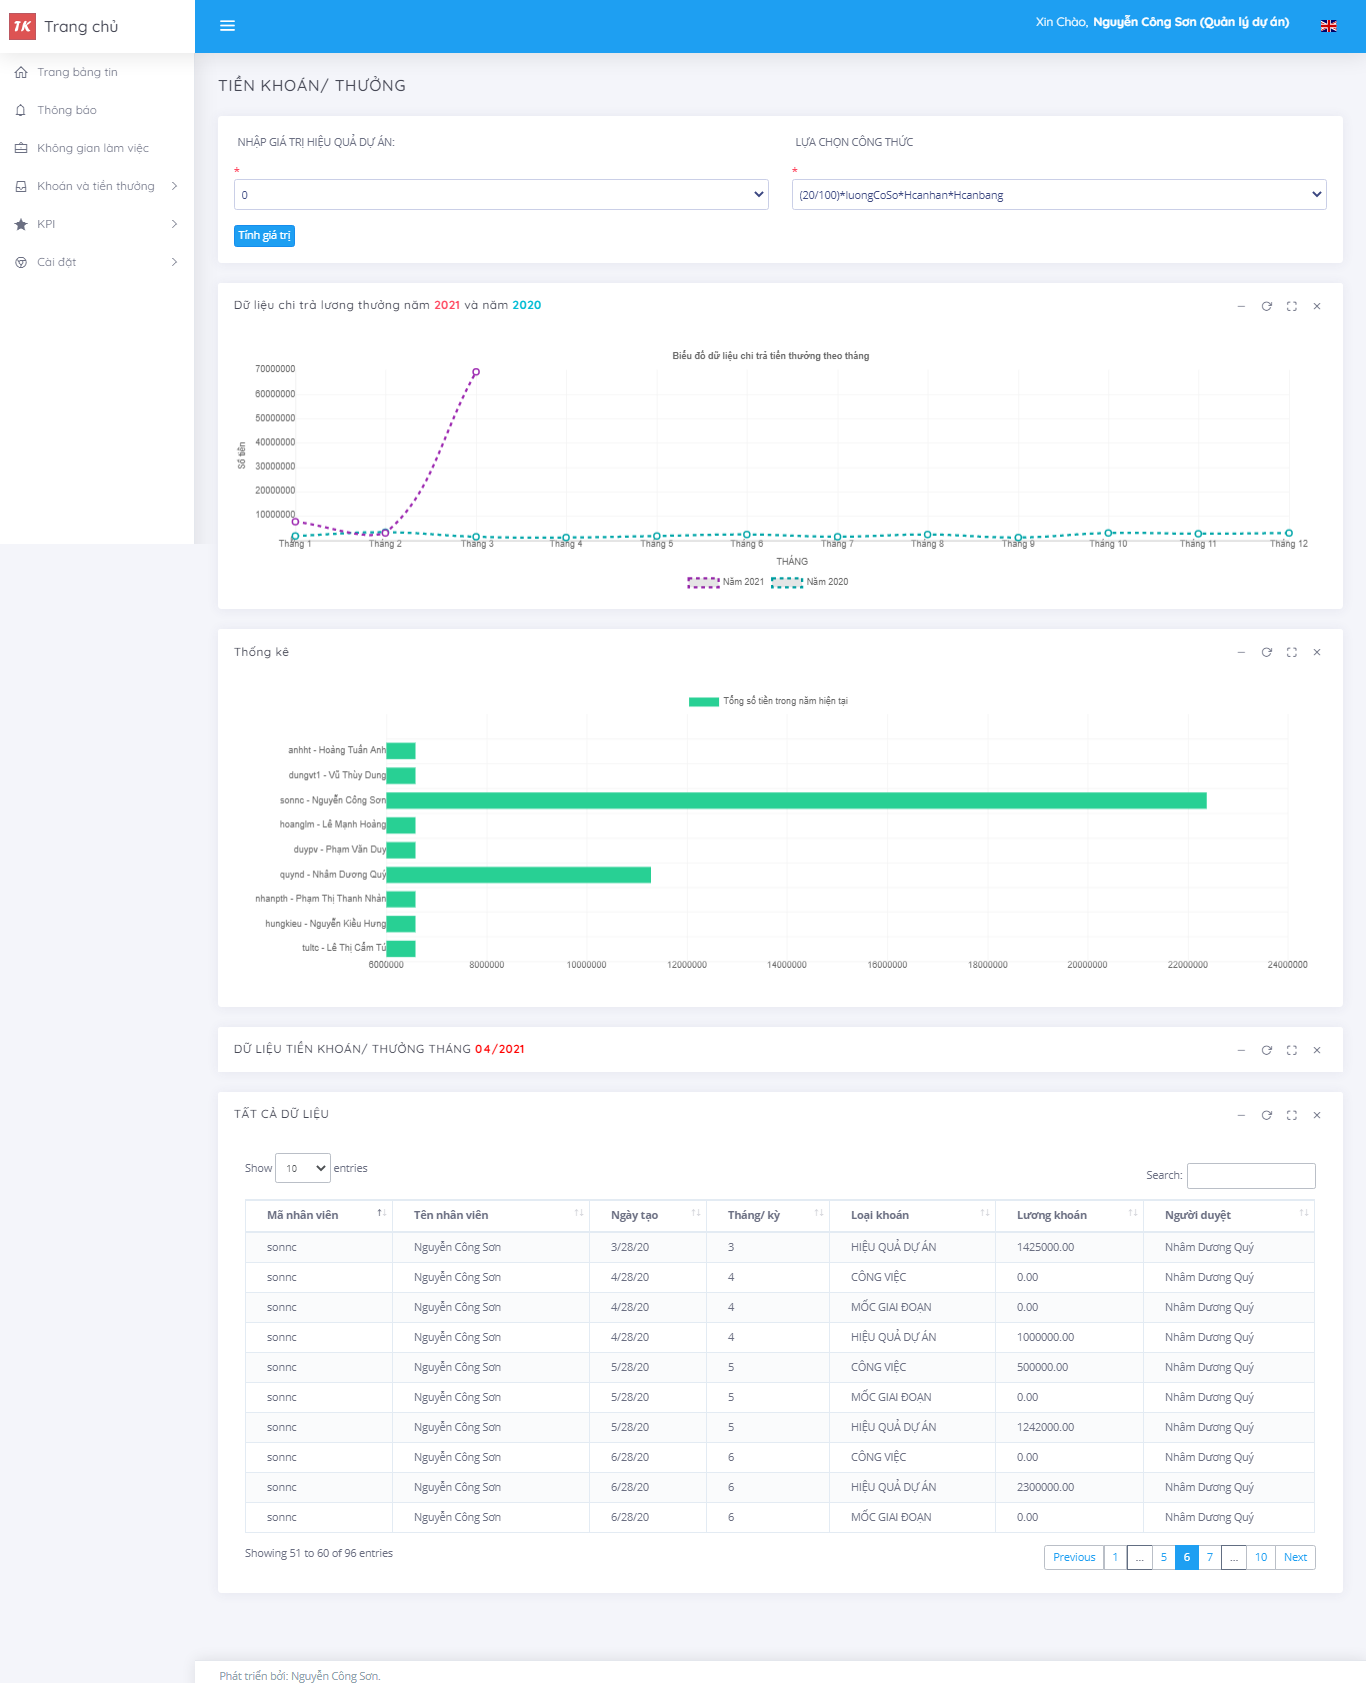 TK Trang chủ
Xin Chào, Nguyễn Công Sơn (Quản lý dự án)
Trang bảng tin
Thông báo
Không gian làm việc
Khoán và tiền thưởng
KPI
Cài đặt
TIỀN KHOÁN/ THƯỞNG
NHẬP GIÁ TRỊ HIỆU QUẢ DỰ ÁN:
*
0
LỰA CHỌN CÔNG THỨC
*
(20/100)*luongCoSo*Hcanhan*Hcanbang
Tính giá trị
Dữ liệu chi trả lương thưởng năm 2021 và năm 2020
Biểu đồ dữ liệu chi trả tiền thưởng theo tháng
70000000
60000000
50000000
40000000
30000000
20000000
10000000
0
Số tiền
Tháng 1 Tháng 2 Tháng 3 Tháng 4 Tháng 5 Tháng 6 Tháng 7 Tháng 8 Tháng 9 Tháng 10 Tháng 11 Tháng 12
THÁNG
Năm 2021 Năm 2020
Thống kê
Tổng số tiền trong năm hiện tại
anhht - Hoàng Tuấn Anh
dungvt1 - Vũ Thùy Dung
sonnc - Nguyễn Công Sơn
hoanglm - Lê Mạnh Hoàng
duypv - Phạm Văn Duy
quynd - Nhâm Dương Quý
nhanpth - Phạm Thị Thanh Nhàn
hungkieu - Nguyễn Kiều Hưng
tultc - Lê Thị Cẩm Tú
6000000 8000000 10000000 12000000 14000000 16000000 18000000 20000000 22000000 24000000
DỮ LIỆU TIỀN KHOÁN/ THƯỞNG THÁNG 04/2021
TẤT CẢ DỮ LIỆU
Show 10 entries
Search:
Mã nhân viên Tên nhân viên Ngày tạo Tháng/ kỳ Loại khoán Lương khoán Người duyệt
sonnc Nguyễn Công Sơn 3/28/20 3 HIỆU QUẢ DỰ ÁN 1425000.00 Nhâm Dương Quý
sonnc Nguyễn Công Sơn 4/28/20 4 CÔNG VIỆC 0.00 Nhâm Dương Quý
sonnc Nguyễn Công Sơn 4/28/20 4 MỐC GIAI ĐOẠN 0.00 Nhâm Dương Quý
sonnc Nguyễn Công Sơn 4/28/20 4 HIỆU QUẢ DỰ ÁN 1000000.00 Nhâm Dương Quý
sonnc Nguyễn Công Sơn 5/28/20 5 CÔNG VIỆC 500000.00 Nhâm Dương Quý
sonnc Nguyễn Công Sơn 5/28/20 5 MỐC GIAI ĐOẠN 0.00 Nhâm Dương Quý
sonnc Nguyễn Công Sơn 5/28/20 5 HIỆU QUẢ DỰ ÁN 1242000.00 Nhâm Dương Quý
sonnc Nguyễn Công Sơn 6/28/20 6 CÔNG VIỆC 0.00 Nhâm Dương Quý
sonnc Nguyễn Công Sơn 6/28/20 6 HIỆU QUẢ DỰ ÁN 2300000.00 Nhâm Dương Quý
sonnc Nguyễn Công Sơn 6/28/20 6 MỐC GIAI ĐOẠN 0.00 Nhâm Dương Quý
Showing 51 to 60 of 96 entries
Previous 1 ... 5 6 7 ... 10 Next
Phát triển bởi: Nguyễn Công Sơn.